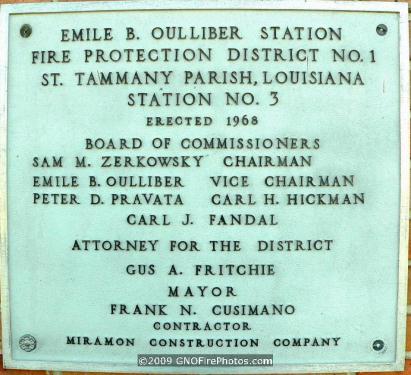 EMILE B. OULLIBER STATION
FIRE PROTECTION DISTRICT NO. 1
ST. TAMMANY PARISH, LOUISIANA
STATION NO. 3
ERECTED 1968
BOARD OF COMMISSIONERS
SAM M. ZERKOWSKY CHAIRMAN
EMILE B. OULLIBER VICE CHAIRMAN
PETER D. PRAVATA CARL H. HICKMAN
CARL J. FANDAL
ATTORNEY FOR THE DISTRICT
GUS A. FRITCHIE
MAYOR
FRANK N. CUSIMANO
CONTRACTOR
MIRAMON CONSTRUCTION COMPANY
©2009 GNOFirePhotos.com